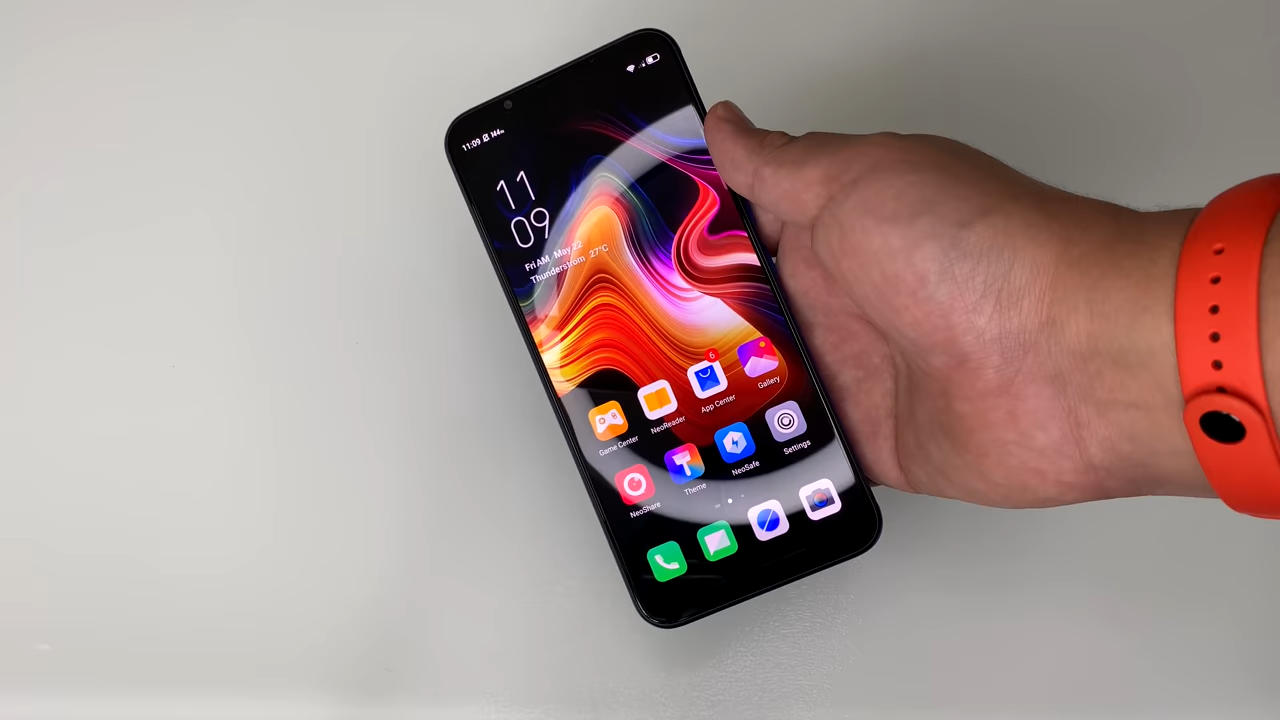 11:09
11
09
Fri AM May 22
Thunderstrom 27°C
6
Game Center NeoReader App Center Gallery
NeoShare Theme NeoSafe Settings